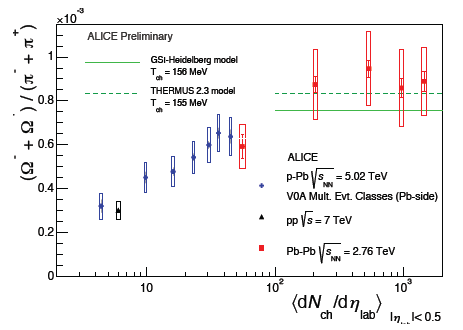 ×10⁻³
(Ω⁻ + Ω̅⁺) / (π⁻ + π⁺)
ALICE Preliminary
GSI-Heidelberg model
T_ch = 156 MeV
THERMUS 2.3 model
T_ch = 155 MeV
1
0.8
0.6
0.4
0.2
0
ALICE
p-Pb √s_NN = 5.02 TeV
V0A Mult. Evt. Classes (Pb-side)
pp √s = 7 TeV
Pb-Pb √s_NN = 2.76 TeV
10
10²
10³
⟨dN_ch/dη_lab⟩ |η_lab| < 0.5